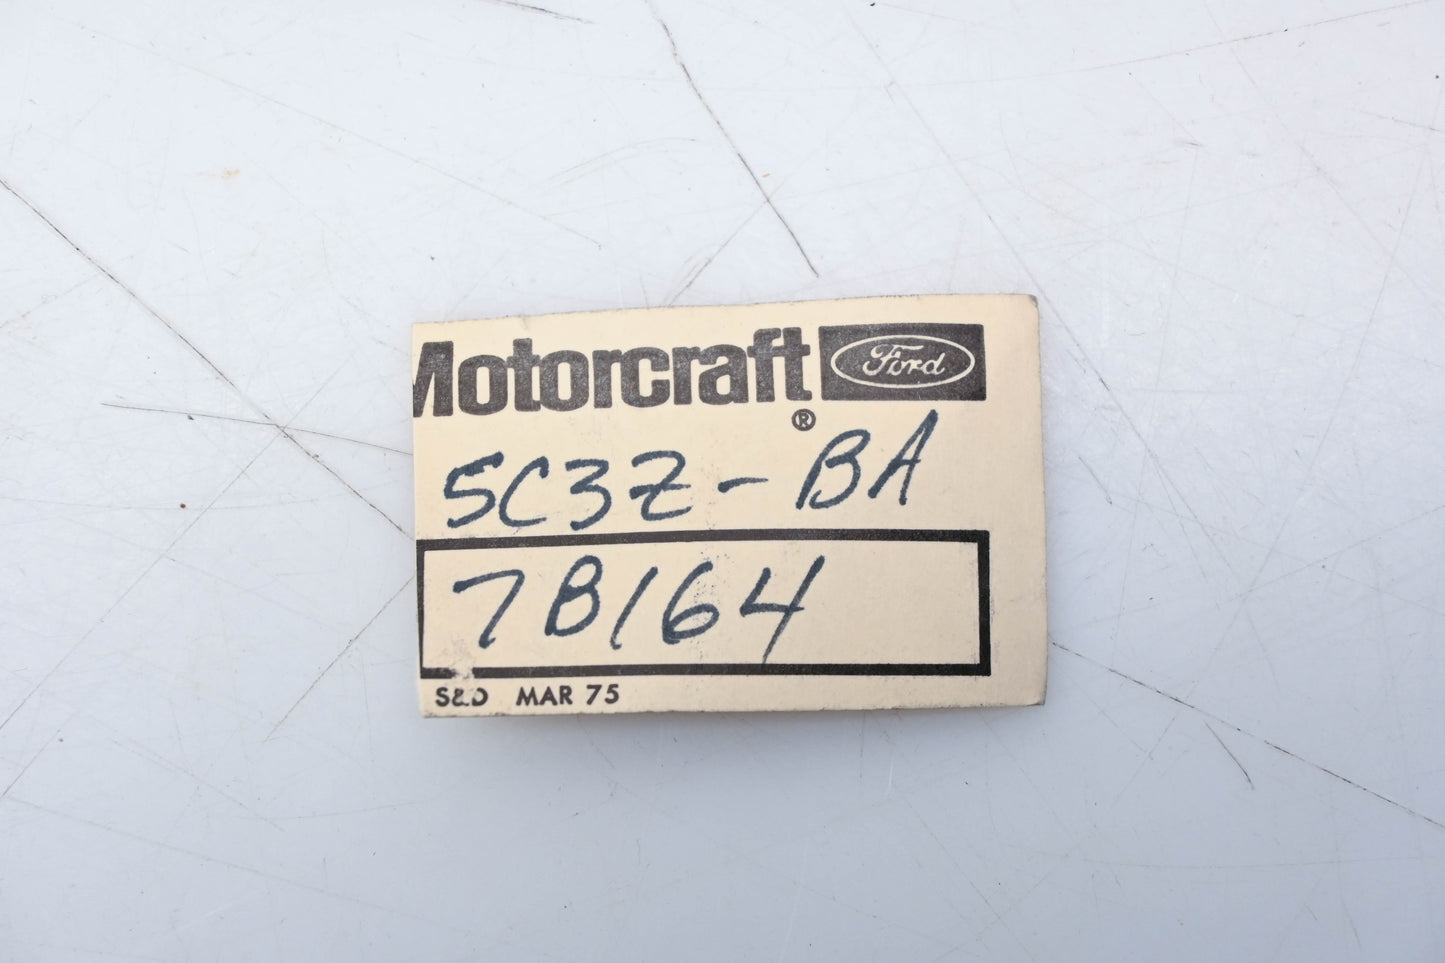 Motorcraft Ford
®
5C3Z-BA
7B164
S&D MAR 75